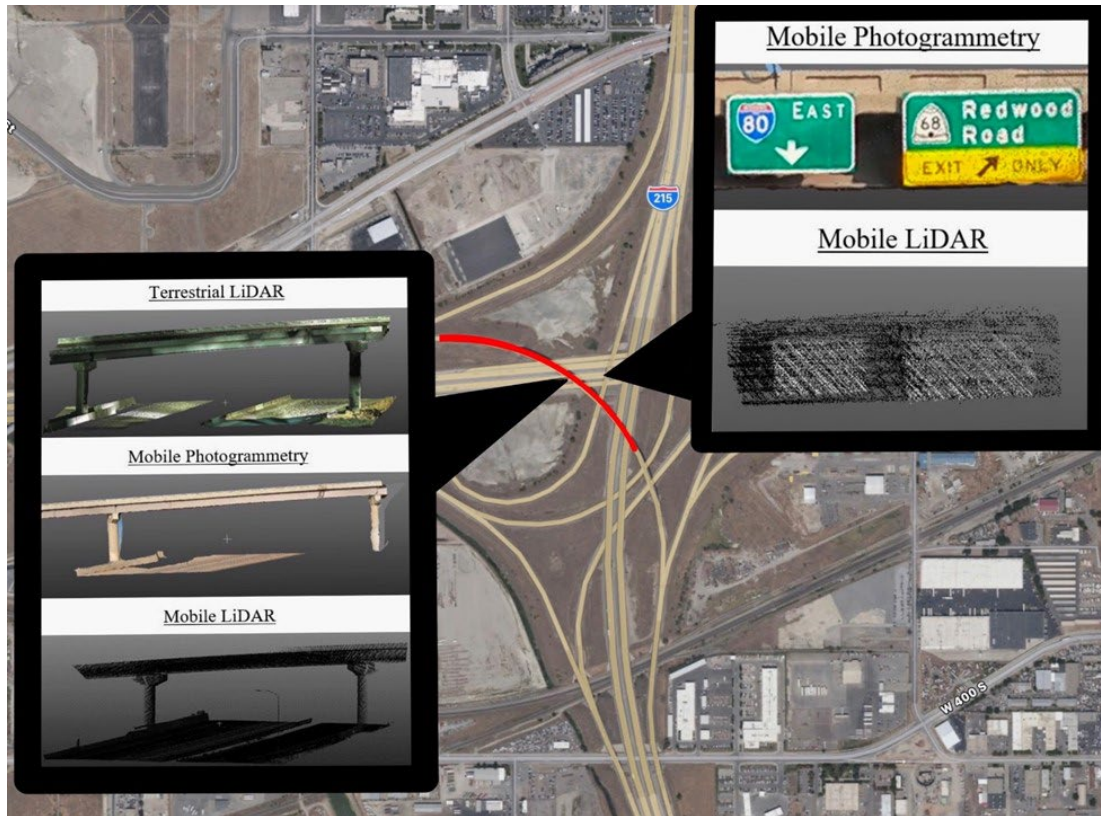 Mobile Photogrammetry
80
EAST
68
Redwood
Road
EXIT ONLY
Mobile LiDAR
215
Terrestrial LiDAR
Mobile Photogrammetry
Mobile LiDAR
W 400 S